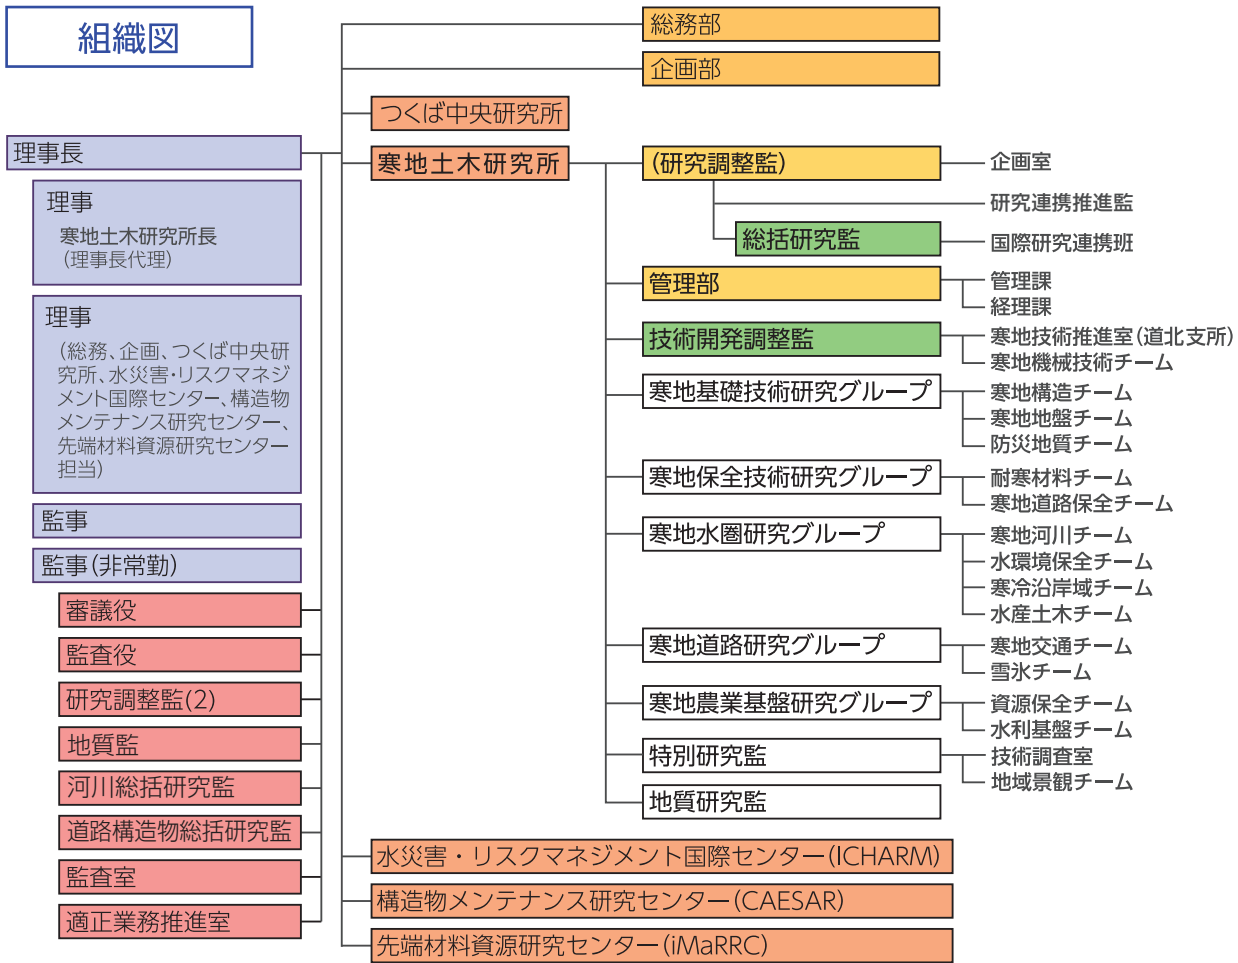 組織図
理事長
理事
寒地土木研究所長
（理事長代理）
理事
（総務、企画、つくば中央研
究所、水災害・リスクマネジ
メント国際センター、構造物
メンテナンス研究センター、
先端材料資源研究センター
担当）
監事
監事（非常勤）
審議役
監査役
研究調整監(2)
地質監
河川総括研究監
道路構造物総括研究監
監査室
適正業務推進室
総務部
企画部
つくば中央研究所
寒地土木研究所
（研究調整監）
企画室
研究連携推進監
総括研究監
国際研究連携班
管理部
管理課
経理課
技術開発調整監
寒地技術推進室（道北支所）
寒地機械技術チーム
寒地基礎技術研究グループ
寒地構造チーム
寒地地盤チーム
防災地質チーム
寒地保全技術研究グループ
耐寒材料チーム
寒地道路保全チーム
寒地水圏研究グループ
寒地河川チーム
水環境保全チーム
寒冷沿岸域チーム
水産土木チーム
寒地道路研究グループ
寒地交通チーム
雪氷チーム
寒地農業基盤研究グループ
資源保全チーム
水利基盤チーム
特別研究監
技術調査室
地域景観チーム
地質研究監
水災害・リスクマネジメント国際センター（ICHARM）
構造物メンテナンス研究センター（CAESAR）
先端材料資源研究センター（iMaRRC）